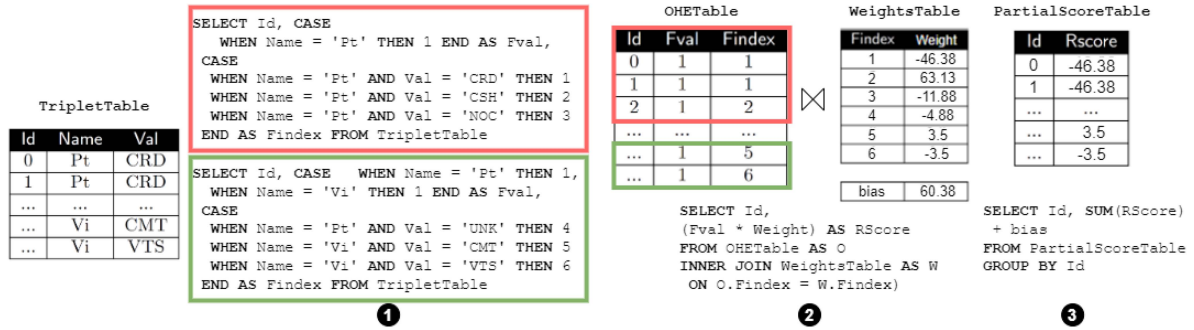 TripletTable
Id Name Val
0 Pt CRD
1 Pt CRD
... ... ...
... Vi CMT
... Vi VTS
SELECT Id, CASE
WHEN Name = 'Pt' THEN 1 END AS Fval,
CASE
WHEN Name = 'Pt' AND Val = 'CRD' THEN 1
WHEN Name = 'Pt' AND Val = 'CSH' THEN 2
WHEN Name = 'Pt' AND Val = 'NOC' THEN 3
END AS Findex FROM TripletTable
SELECT Id, CASE WHEN Name = 'Pt' THEN 1,
WHEN Name = 'Vi' THEN 1 END AS Fval,
CASE
WHEN Name = 'Pt' AND Val = 'UNK' THEN 4
WHEN Name = 'Vi' AND Val = 'CMT' THEN 5
WHEN Name = 'Vi' AND Val = 'VTS' THEN 6
END AS Findex FROM TripletTable
1
OHETable
Id Fval Findex
0 1 1
1 1 1
2 1 2
... ... ...
... 1 5
... 1 6
⋈
WeightsTable
Findex Weight
1 -46.38
2 63.13
3 -11.88
4 -4.88
5 3.5
6 -3.5
bias 60.38
SELECT Id,
(Fval * Weight) AS RScore
FROM OHETable AS O
INNER JOIN WeightsTable AS W
ON O.Findex = W.Findex)
2
PartialScoreTable
Id Rscore
0 -46.38
1 -46.38
... ...
... 3.5
... -3.5
SELECT Id, SUM(RScore)
+ bias
FROM PartialScoreTable
GROUP BY Id
3